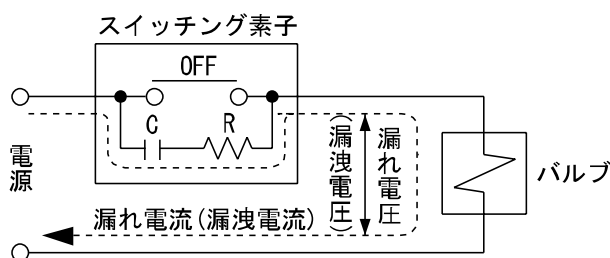 スイッチング素子
OFF
C
R
電源
漏れ電圧
(漏洩電圧)
バルブ
漏れ電流(漏洩電流)